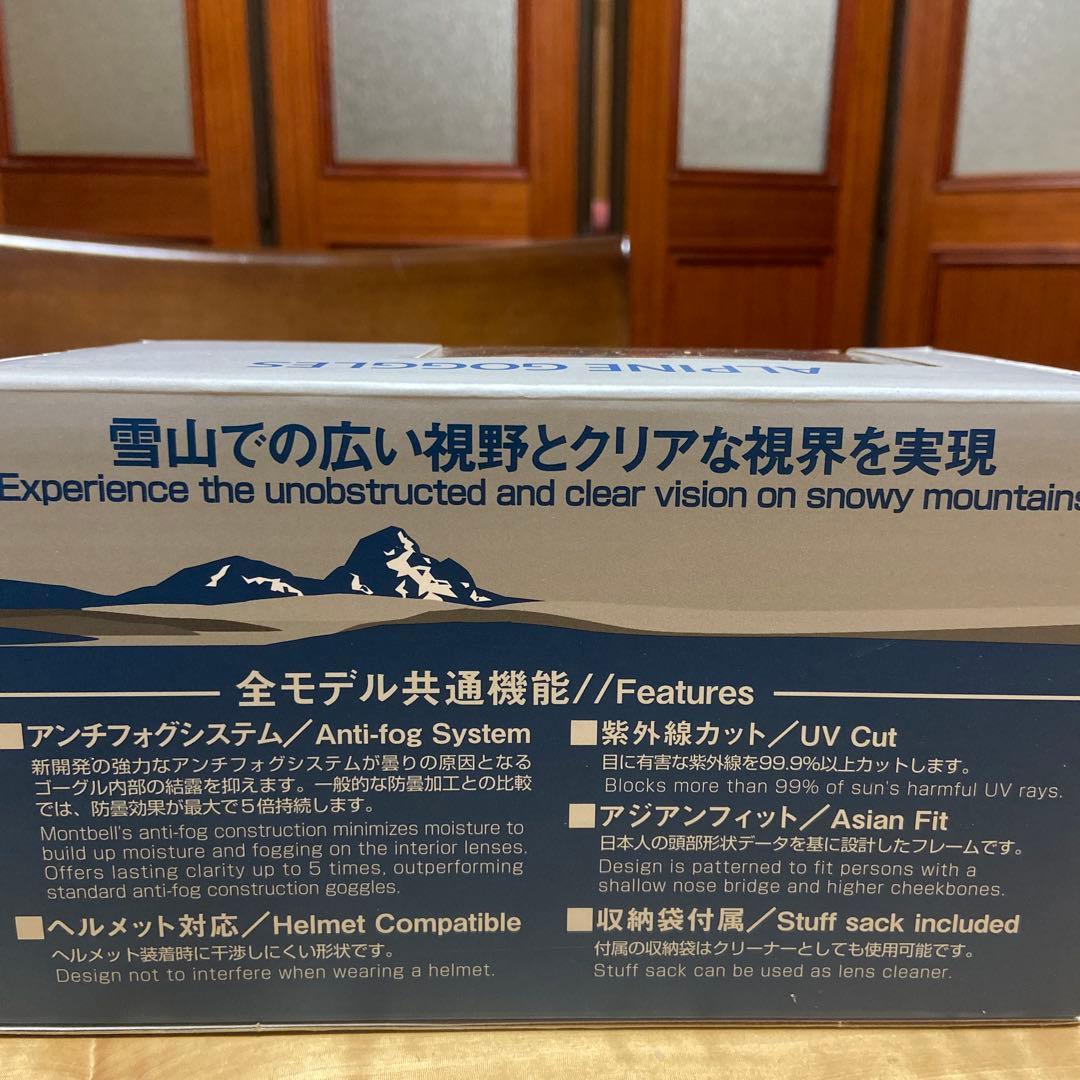 ALPINE GOGGLES
雪山での広い視野とクリアな視界を実現
Experience the unobstructed and clear vision on snowy mountains
全モデル共通機能//Features
■アンチフォグシステム/Anti-fog System
新開発の強力なアンチフォグシステムが曇りの原因となる
ゴーグル内部の結露を抑えます。一般的な防曇加工との比較
では、防曇効果が最大で5倍持続します。
Montbell's anti-fog construction minimizes moisture to
build up moisture and fogging on the interior lenses.
Offers lasting clarity up to 5 times, outperforming
standard anti-fog construction goggles.
■ヘルメット対応/Helmet Compatible
ヘルメット装着時に干渉しにくい形状です。
Design not to interfere when wearing a helmet.
■紫外線カット/UV Cut
目に有害な紫外線を99.9%以上カットします。
Blocks more than 99% of sun's harmful UV rays.
■アジアンフィット/Asian Fit
日本人の頭部形状データを基に設計したフレームです。
Design is patterned to fit persons with a
shallow nose bridge and higher cheekbones.
■収納袋付属/Stuff sack included
付属の収納袋はクリーナーとしても使用可能です。
Stuff sack can be used as lens cleaner.